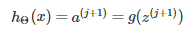 h_Θ(x) = a^(j+1) = g(z^(j+1))